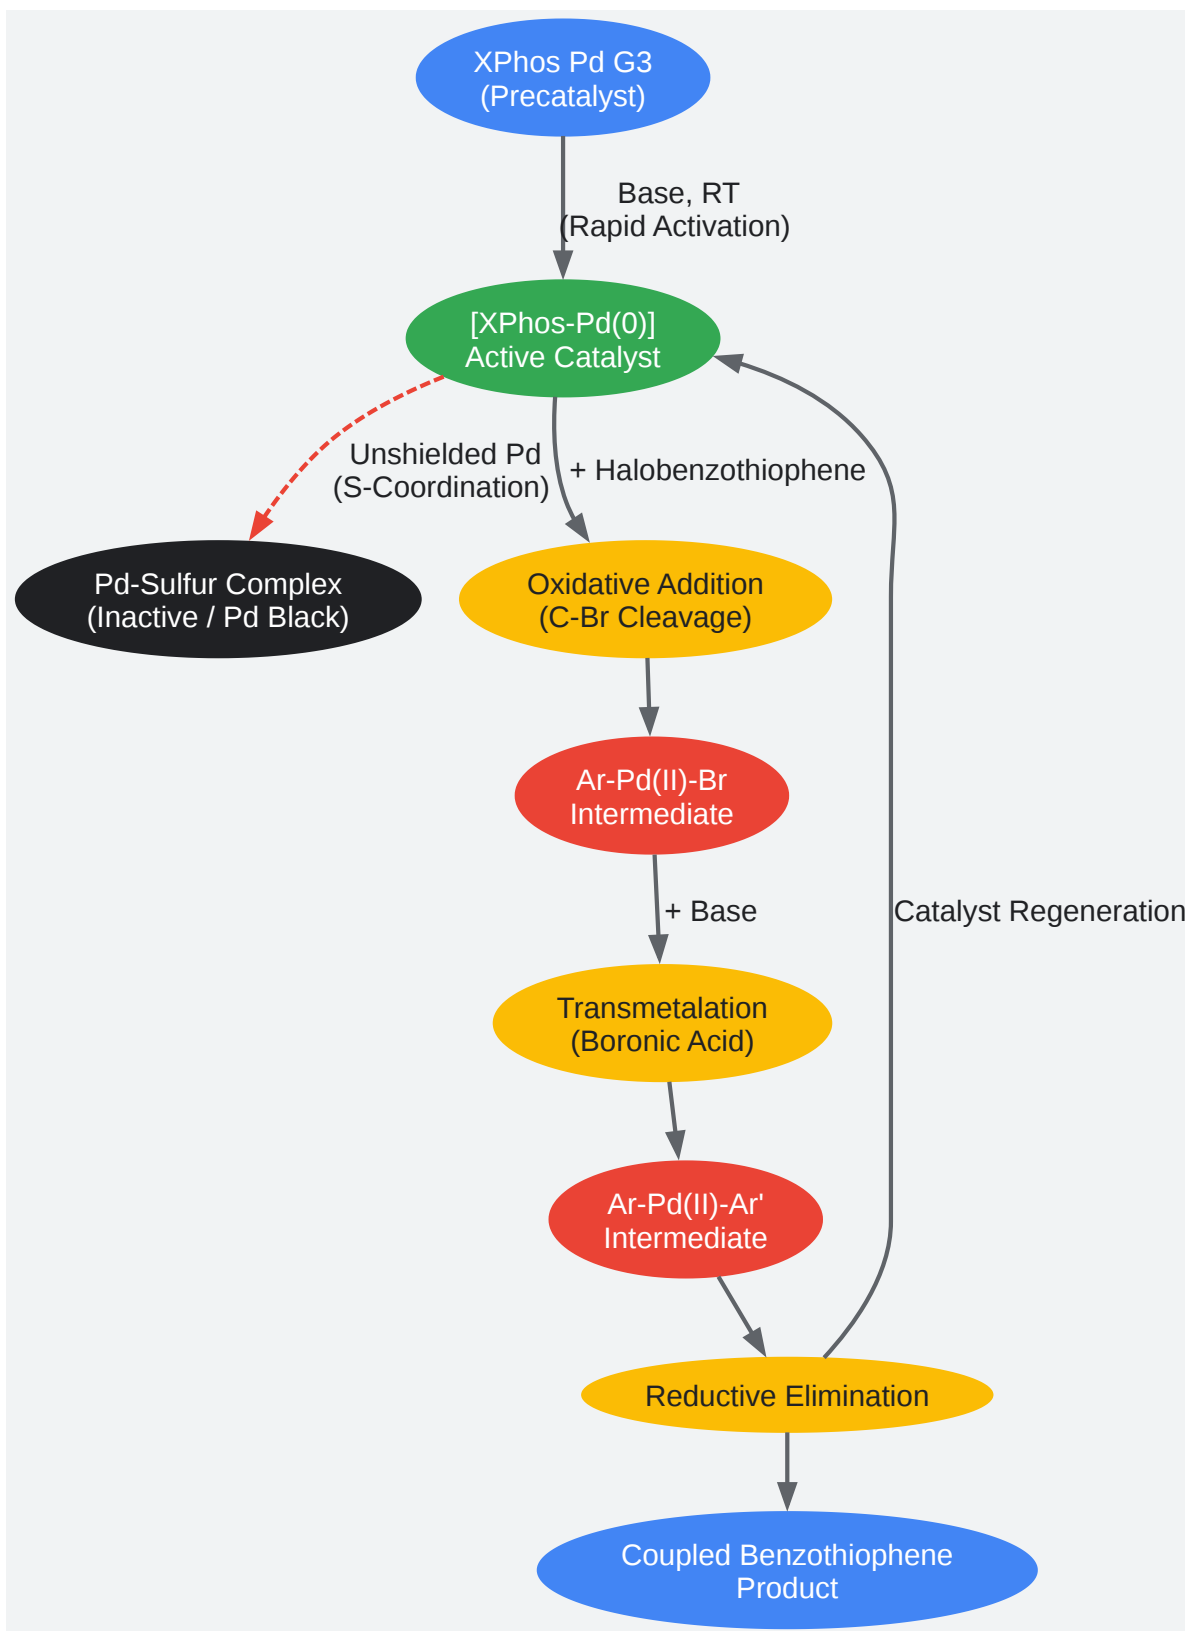 XPhos Pd G3
(Precatalyst)
Base, RT
(Rapid Activation)
[XPhos-Pd(0)]
Active Catalyst
Unshielded Pd
(S-Coordination)
+ Halobenzothiophene
Pd-Sulfur Complex
(Inactive / Pd Black)
Oxidative Addition
(C-Br Cleavage)
Ar-Pd(II)-Br
Intermediate
+ Base
Catalyst Regeneration
Transmetalation
(Boronic Acid)
Ar-Pd(II)-Ar'
Intermediate
Reductive Elimination
Coupled Benzothiophene
Product